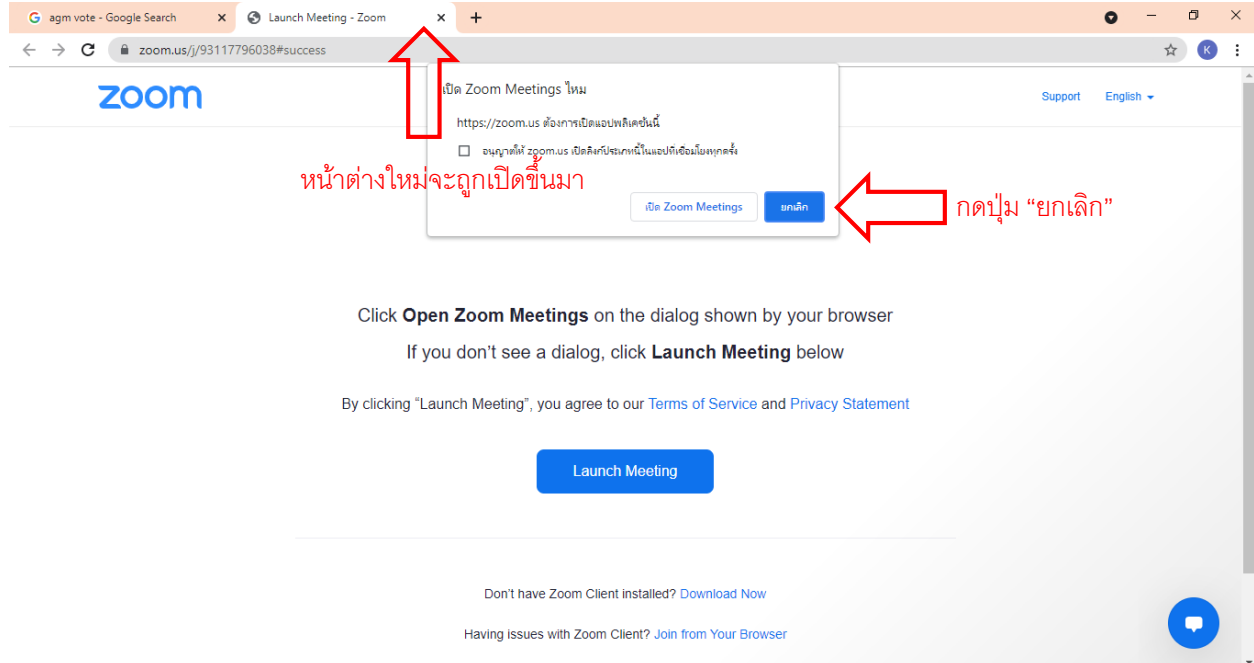 agm vote - Google Search
Launch Meeting - Zoom
zoom.us/j/93117796038#success
K
zoom
Support
English
เปิด Zoom Meetings ไหม
https://zoom.us ต้องการเปิดแอปพลิเคชันนี้
อนุญาตให้ zoom.us เปิดลิงก์ประเภทนี้ในแอปที่เชื่อมโยงทุกครั้ง
หน้าต่างใหม่จะถูกเปิดขึ้นมา
เปิด Zoom Meetings
ยกเลิก
กดปุ่ม “ยกเลิก”
Click Open Zoom Meetings on the dialog shown by your browser
If you don’t see a dialog, click Launch Meeting below
By clicking “Launch Meeting”, you agree to our Terms of Service and Privacy Statement
Launch Meeting
Don’t have Zoom Client installed? Download Now
Having issues with Zoom Client? Join from Your Browser